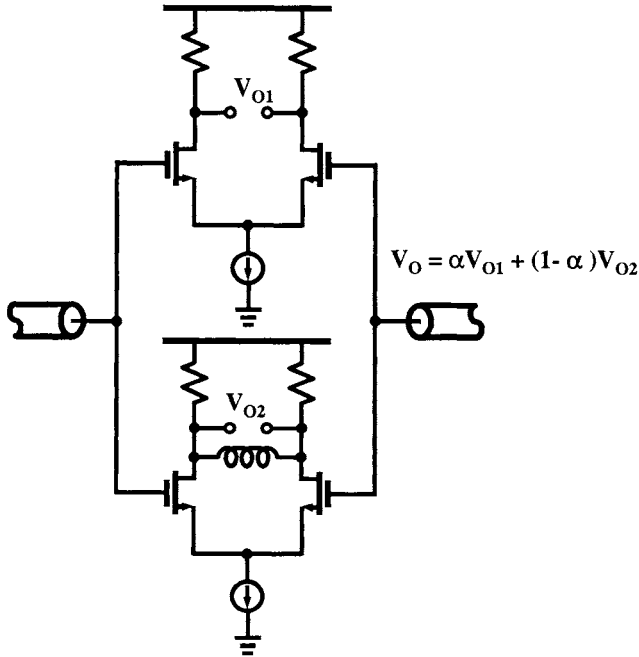 V_O1
V_O = αV_O1 + (1- α )V_O2
V_O2